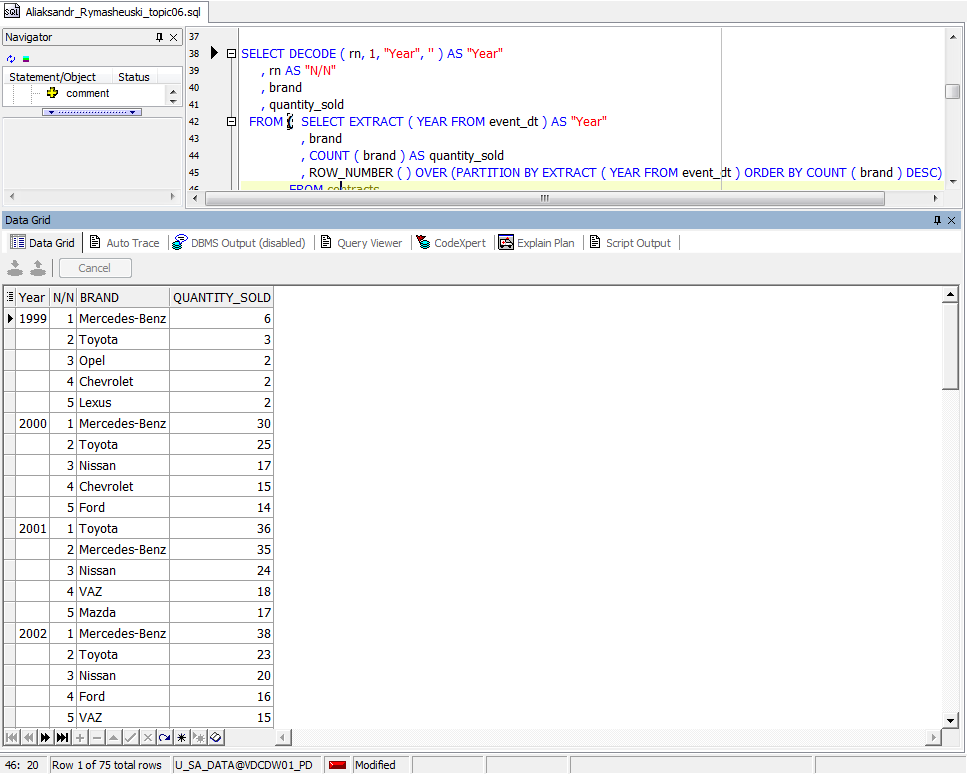 Aliaksandr_Rymasheuski_topic06.sql
Navigator
Statement/Object Status
comment
37
38 SELECT DECODE ( rn, 1, "Year", '' ) AS "Year"
39 , rn AS "N/N"
40 , brand
41 , quantity_sold
42 FROM ( SELECT EXTRACT ( YEAR FROM event_dt ) AS "Year"
43 , brand
44 , COUNT ( brand ) AS quantity_sold
45 , ROW_NUMBER ( ) OVER (PARTITION BY EXTRACT ( YEAR FROM event_dt ) ORDER BY COUNT ( brand ) DESC)
46 FROM contracts
Data Grid
Data Grid Auto Trace DBMS Output (disabled) Query Viewer CodeXpert Explain Plan Script Output
Cancel
Year N/N BRAND QUANTITY_SOLD
1999 1 Mercedes-Benz 6
2 Toyota 3
3 Opel 2
4 Chevrolet 2
5 Lexus 2
2000 1 Mercedes-Benz 30
2 Toyota 25
3 Nissan 17
4 Chevrolet 15
5 Ford 14
2001 1 Toyota 36
2 Mercedes-Benz 35
3 Nissan 24
4 VAZ 18
5 Mazda 17
2002 1 Mercedes-Benz 38
2 Toyota 23
3 Nissan 20
4 Ford 16
5 VAZ 15
46: 20 Row 1 of 75 total rows U_SA_DATA@VDCDW01_PD Modified